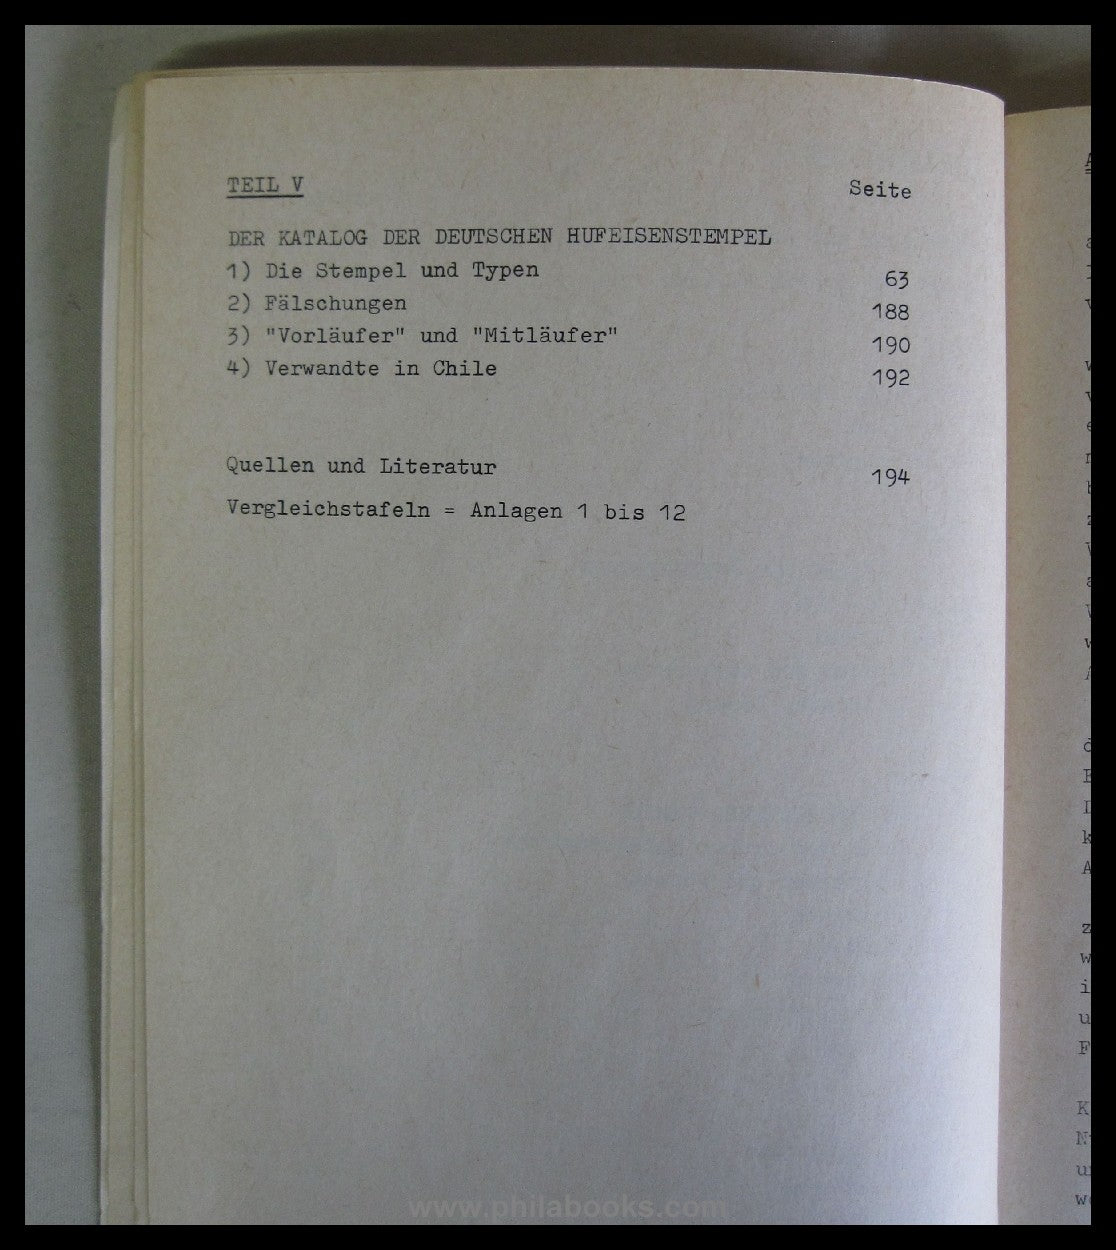 TEIL V Seite
DER KATALOG DER DEUTSCHEN HUFEISENSTEMPEL
1) Die Stempel und Typen 63
2) Fälschungen 188
3) "Vorläufer" und "Mitläufer" 190
4) Verwandte in Chile 192
Quellen und Literatur 194
Vergleichstafeln = Anlagen 1 bis 12
www.philabooks.com